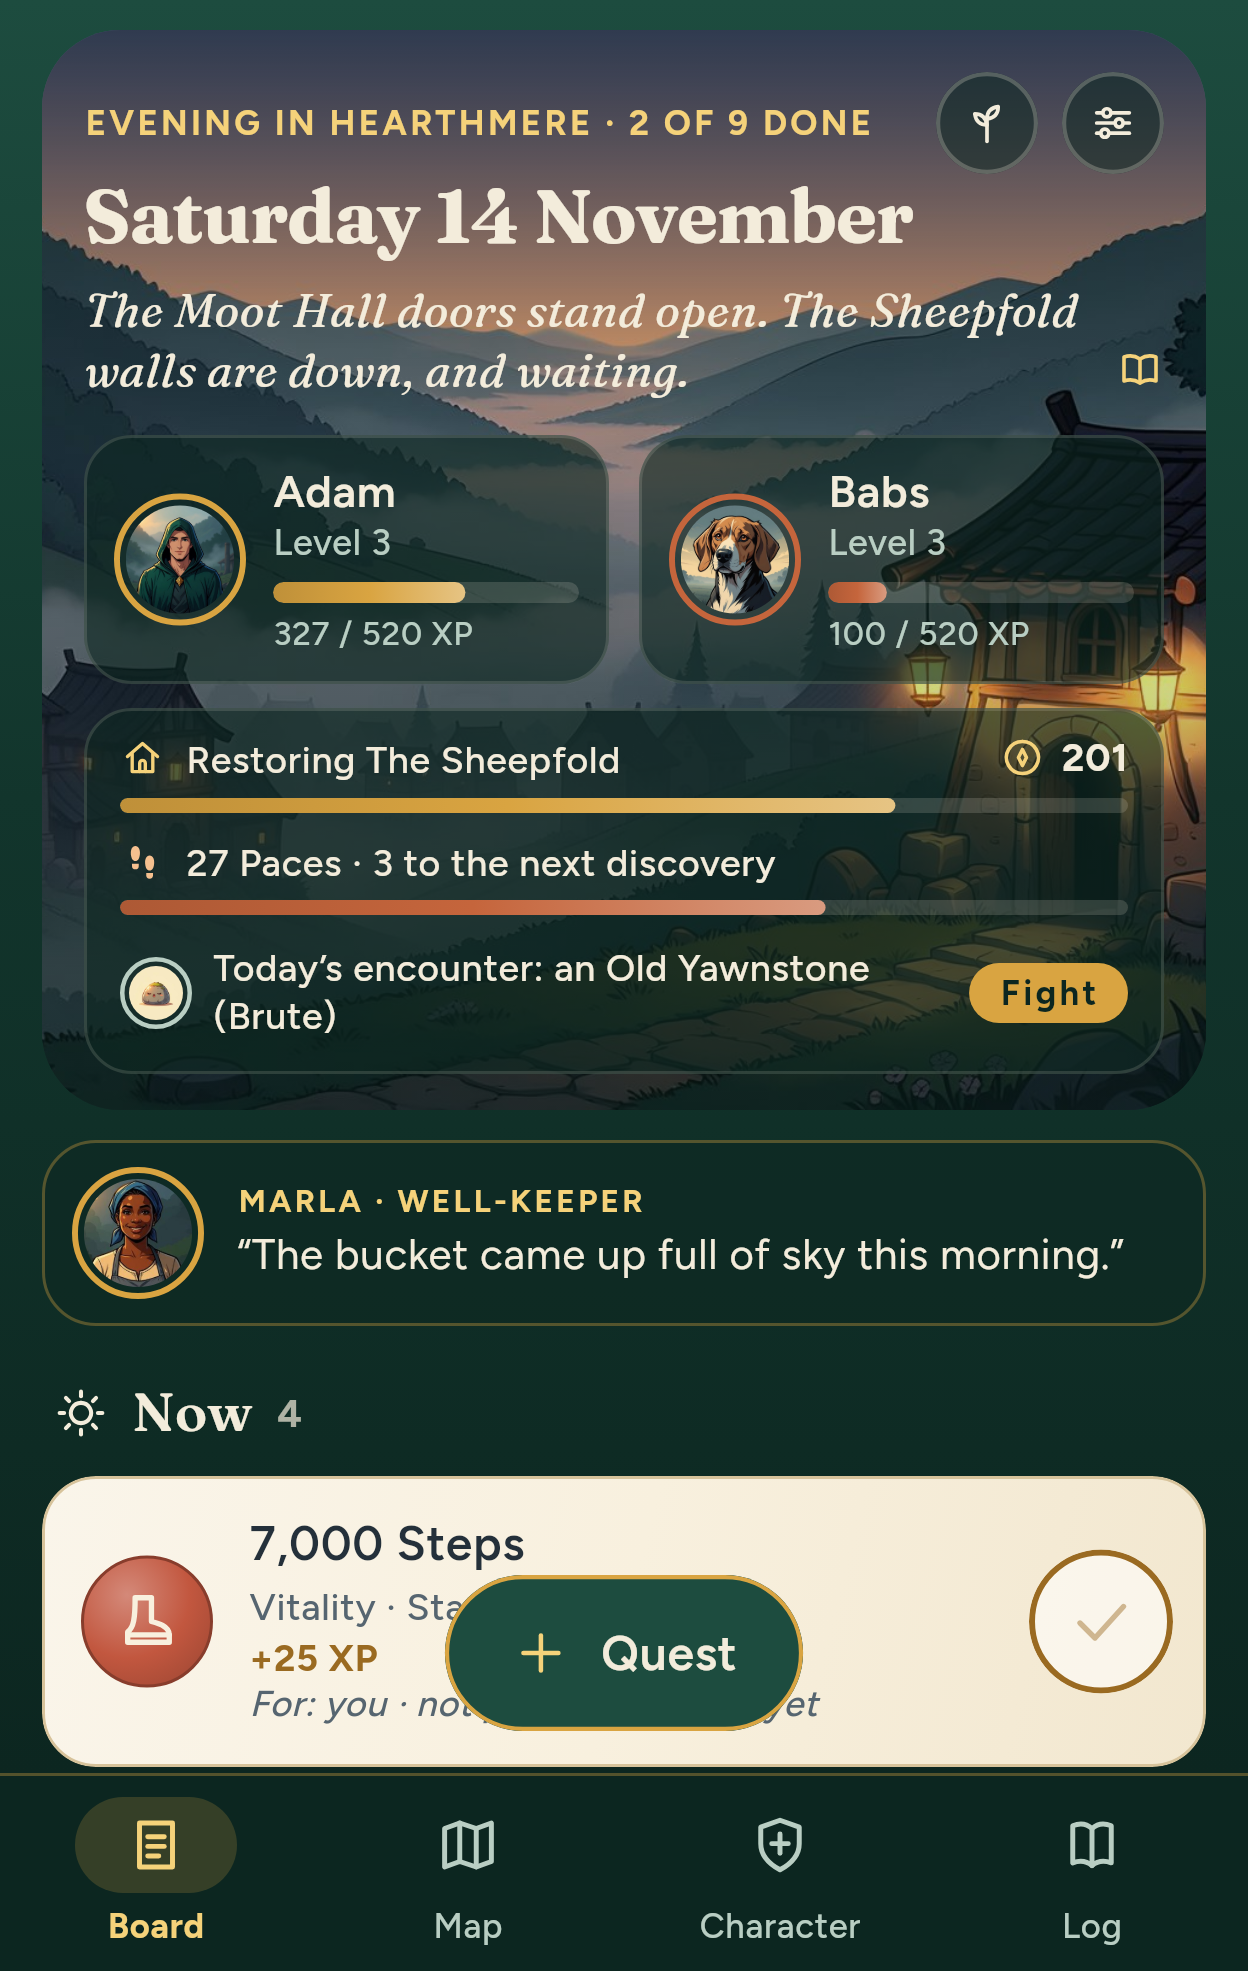 EVENING IN HEARTHMERE · 2 OF 9 DONE
Saturday 14 November
The Moot Hall doors stand open. The Sheepfold
walls are down, and waiting.
Adam
Level 3
327 / 520 XP
Babs
Level 3
100 / 520 XP
Restoring The Sheepfold
201
27 Paces · 3 to the next discovery
Today’s encounter: an Old Yawnstone
(Brute)
Fight
MARLA · WELL-KEEPER
“The bucket came up full of sky this morning.”
Now 4
7,000 Steps
Vitality ·
+25 XP
For: you · yet
+ Quest
Board
Map
Character
Log